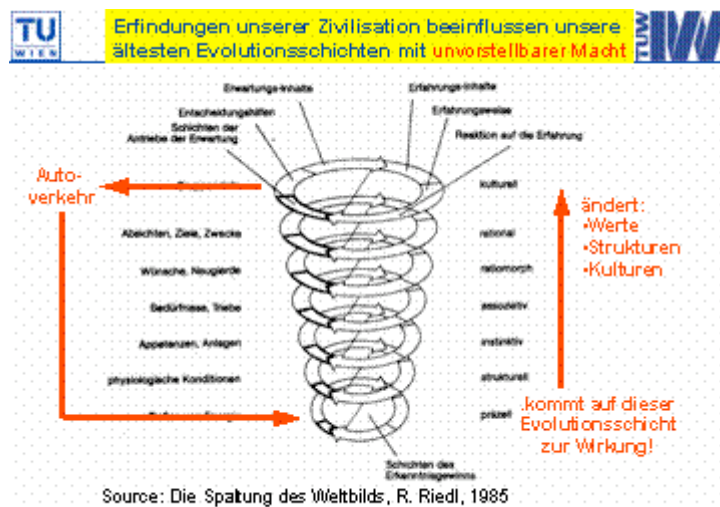 TU
WIEN
Erfindungen unserer Zivilisation beeinflussen unsere
ältesten Evolutionsschichten mit unvorstellbarer Macht
TUW
Erwartungs-Inhalte
Erfahrungs-Inhalte
Entscheidungshilfen
Erfahrungsweise
Schichten der
Antriebe der Erwartung
Reaktion auf die Erfahrung
Auto-
verkehr
kulturell
ändert:
•Werte
•Strukturen
•Kulturen
Absichten, Ziele, Zwecke
rational
Wünsche, Neugierde
ratiomorph
Bedürfnisse, Triebe
assoziativ
Appetenzen, Anlagen
instinktiv
physiologische Konditionen
strukturell
präzell
.kommt auf dieser
Evolutionsschicht
zur Wirkung!
Schichten des
Erkenntnisgewinns
Source: Die Spaltung des Weltbilds, R. Riedl, 1985